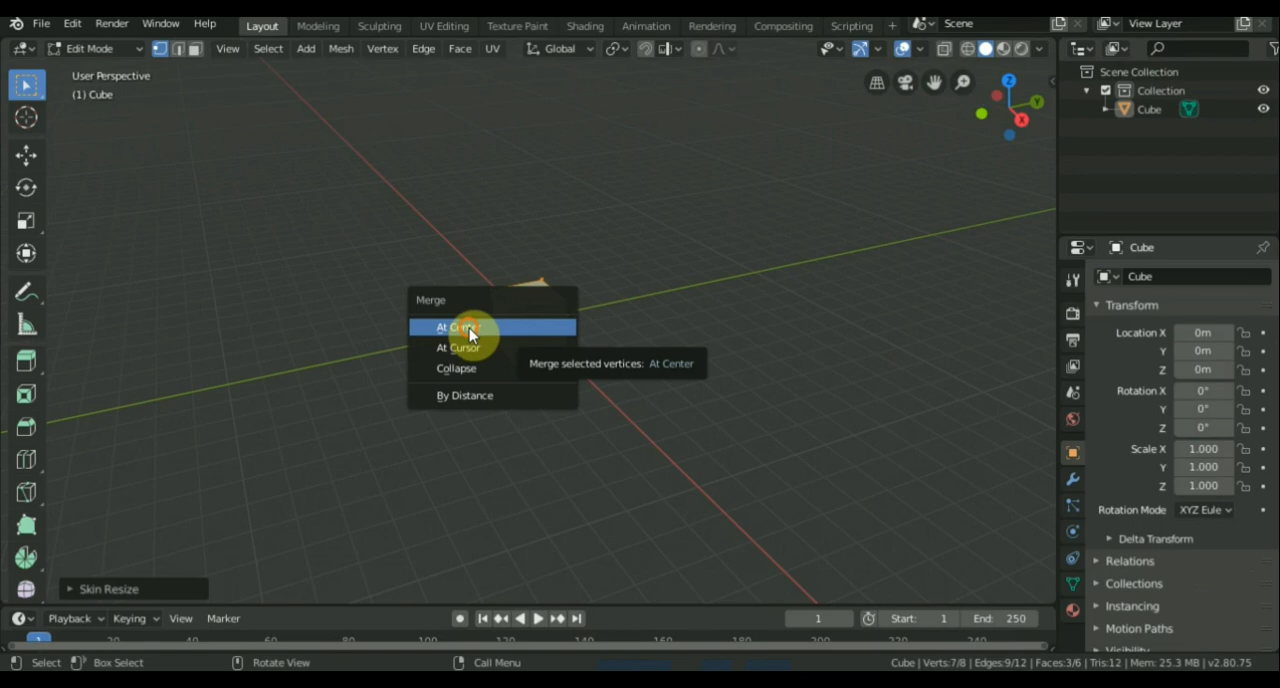 File Edit Render Window Help Layout Modeling Sculpting UV Editing Texture Paint Shading Animation Rendering Compositing Scripting + Scene View Layer
Edit Mode View Select Add Mesh Vertex Edge Face UV Global
User Perspective
(1) Cube
Z
Y
X
Scene Collection
Collection
Cube
Merge
At Center
At Cursor
Collapse
By Distance
Merge selected vertices: At Center
Cube
Cube
Transform
Location X 0m
Y 0m
Z 0m
Rotation X 0°
Y 0°
Z 0°
Scale X 1.000
Y 1.000
Z 1.000
Rotation Mode XYZ Eule
Delta Transform
Relations
Collections
Instancing
Motion Paths
Visibility
Skin Resize
Playback Keying View Marker 1 Start: 1 End: 250
1 20 40 60 80 100 120 140 160 180 200 220 240
Select Box Select Rotate View Call Menu Cube | Verts:7/8 | Edges:9/12 | Faces:3/6 | Tris:12 | Mem: 25.3 MB | v2.80.75